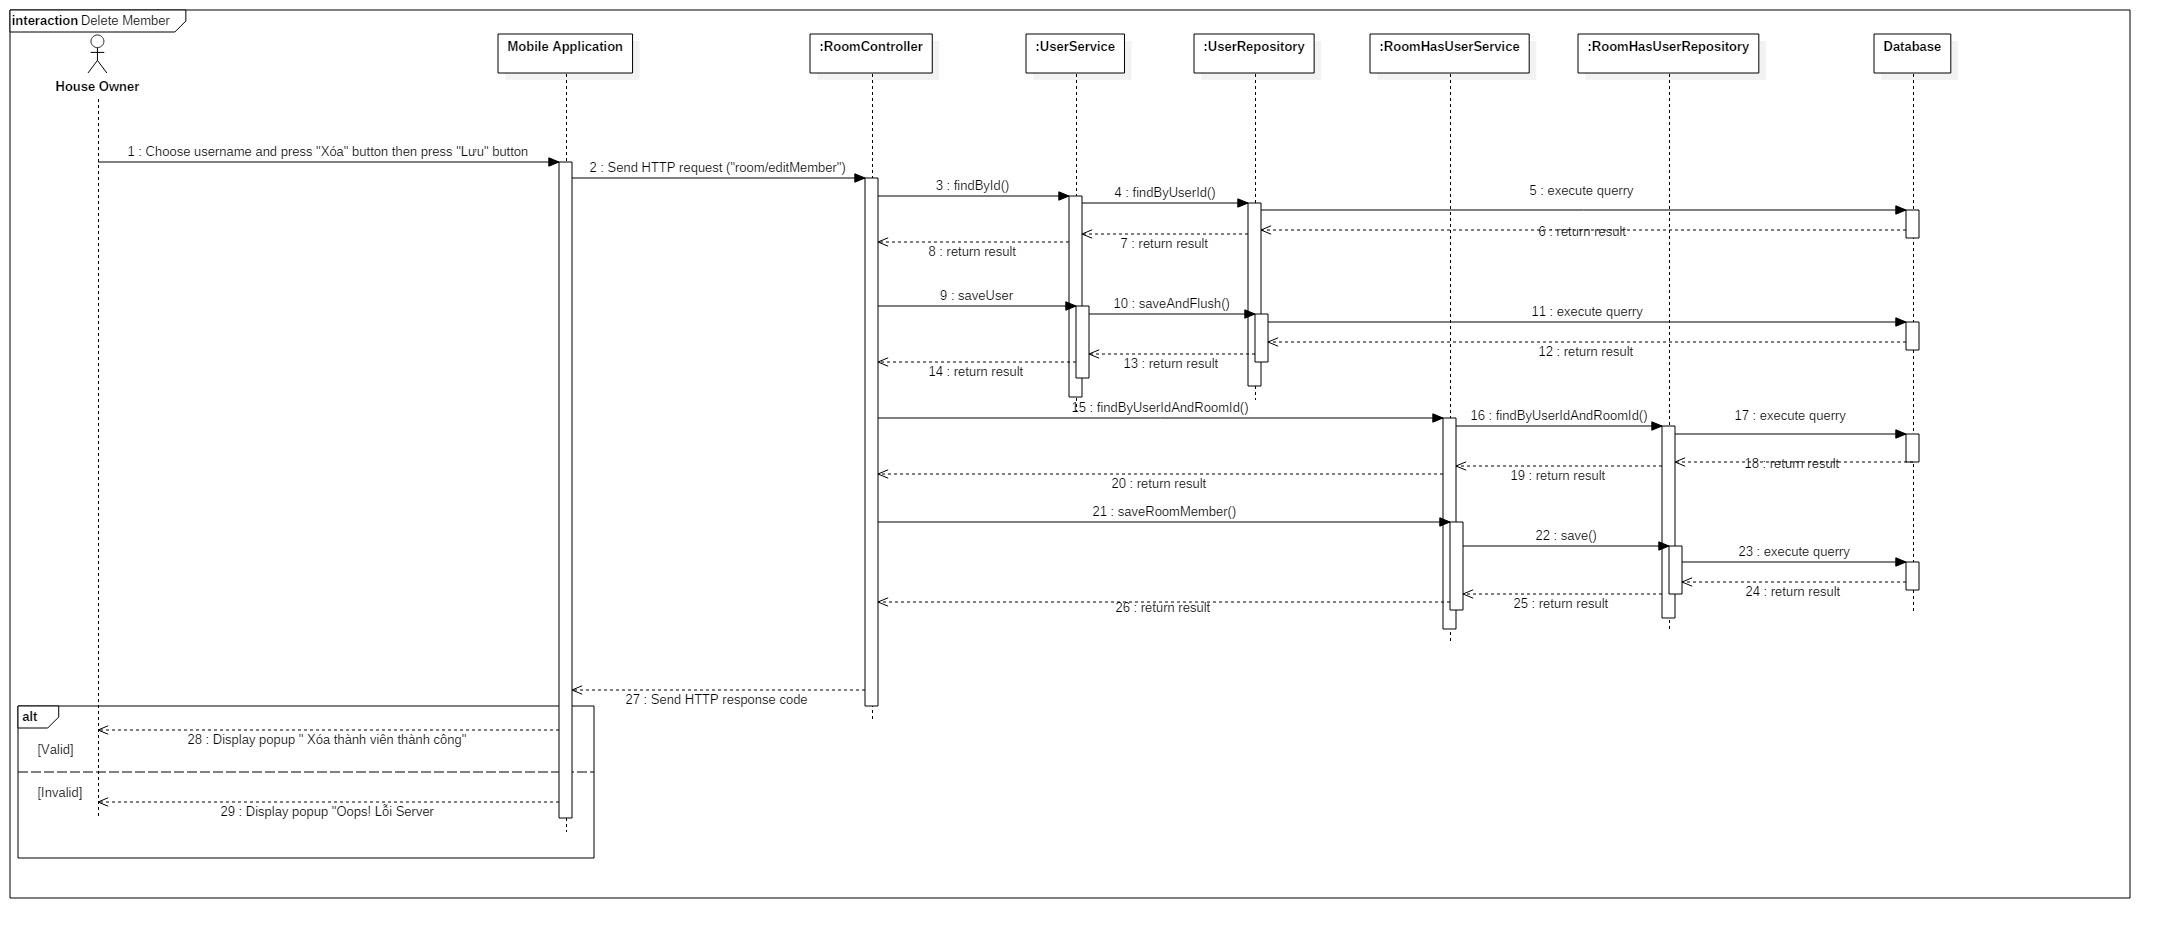 interaction Delete Member
House Owner
Mobile Application
:RoomController
:UserService
:UserRepository
:RoomHasUserService
:RoomHasUserRepository
Database
1 : Choose username and press "Xóa" button then press "Lưu" button
2 : Send HTTP request ("room/editMember")
3 : findById()
4 : findByUserId()
5 : execute querry
6 : return result
7 : return result
8 : return result
9 : saveUser
10 : saveAndFlush()
11 : execute querry
12 : return result
13 : return result
14 : return result
15 : findByUserIdAndRoomId()
16 : findByUserIdAndRoomId()
17 : execute querry
18 : return result
19 : return result
20 : return result
21 : saveRoomMember()
22 : save()
23 : execute querry
24 : return result
25 : return result
26 : return result
27 : Send HTTP response code
alt
28 : Display popup " Xóa thành viên thành công"
[Valid]
[Invalid]
29 : Display popup "Oops! Lỗi Server